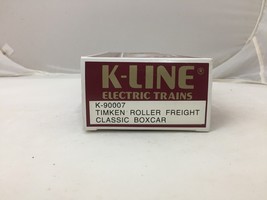 K-LINE®
ELECTRIC TRAINS
K-90007
TIMKEN ROLLER FREIGHT
CLASSIC BOXCAR